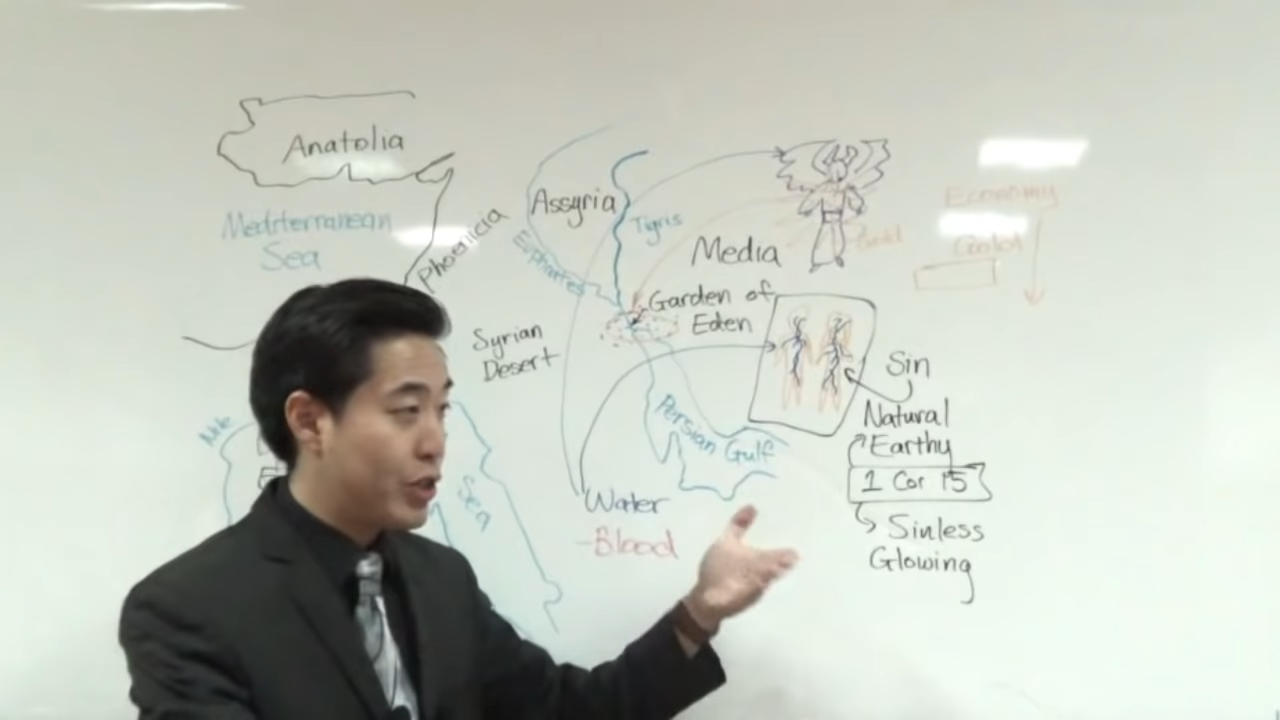 Anatolia
Mediterranean
Sea
Phoenicia
Assyria
Euphrates
Tigris
Media
Garden of
Eden
Syrian
Desert
Persian Gulf
Water
-Blood
Nile
Sea
Economy
Gold
Sin
Natural
Earthy
1 Cor 15
Sinless
Glowing